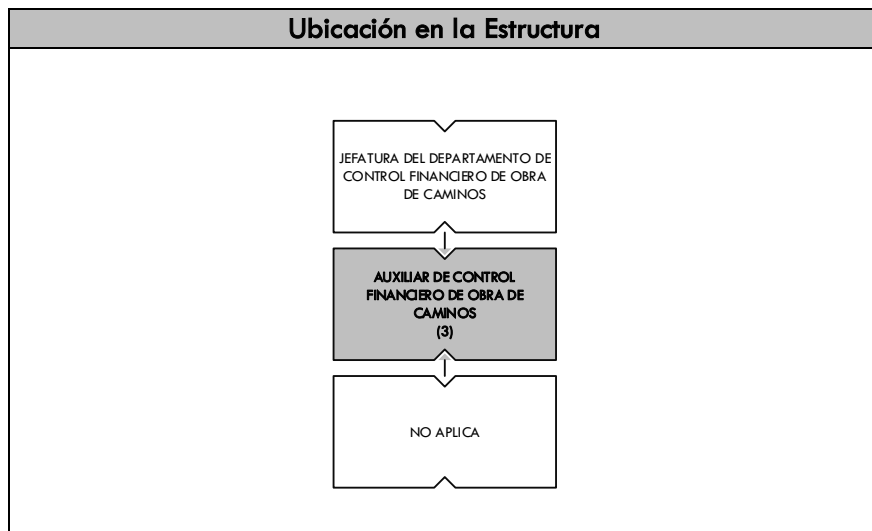 Ubicación en la Estructura
JEFATURA DEL DEPARTAMENTO DE
CONTROL FINANCIERO DE OBRA
DE CAMINOS
AUXILIAR DE CONTROL
FINANCIERO DE OBRA DE
CAMINOS
(3)
NO APLICA